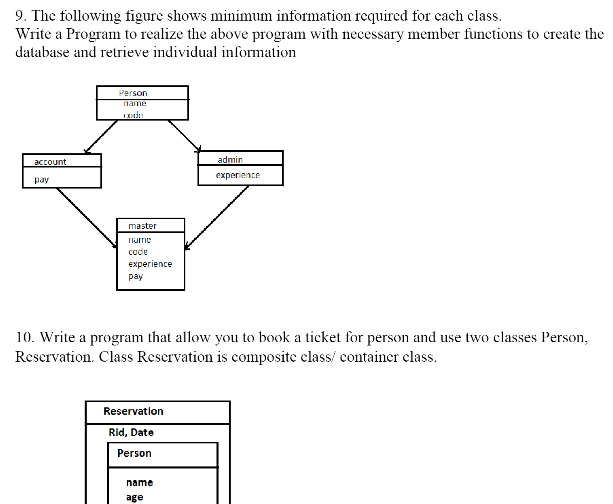 9. The following figure shows minimum information required for each class.
Write a Program to realize the above program with necessary member functions to create the
database and retrieve individual information
Person
name
code
account
pay
admin
experience
master
name
code
experience
pay
10. Write a program that allow you to book a ticket for person and use two classes Person,
Reservation. Class Reservation is composite class/ container class.
Reservation
Rid, Date
Person
name
age